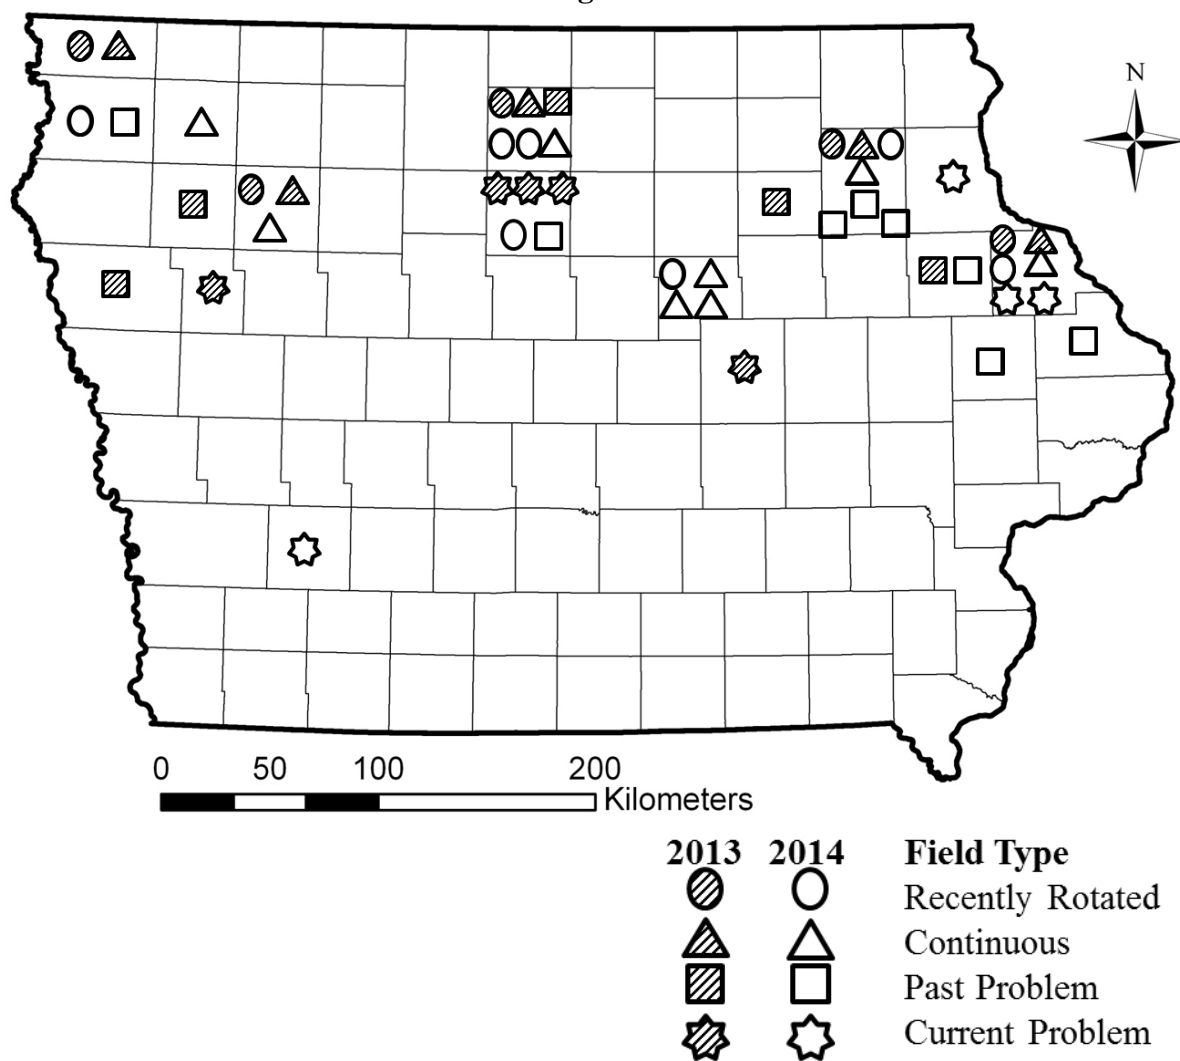 N
0 50 100 200
Kilometers
2013 2014 Field Type
Recently Rotated
Continuous
Past Problem
Current Problem